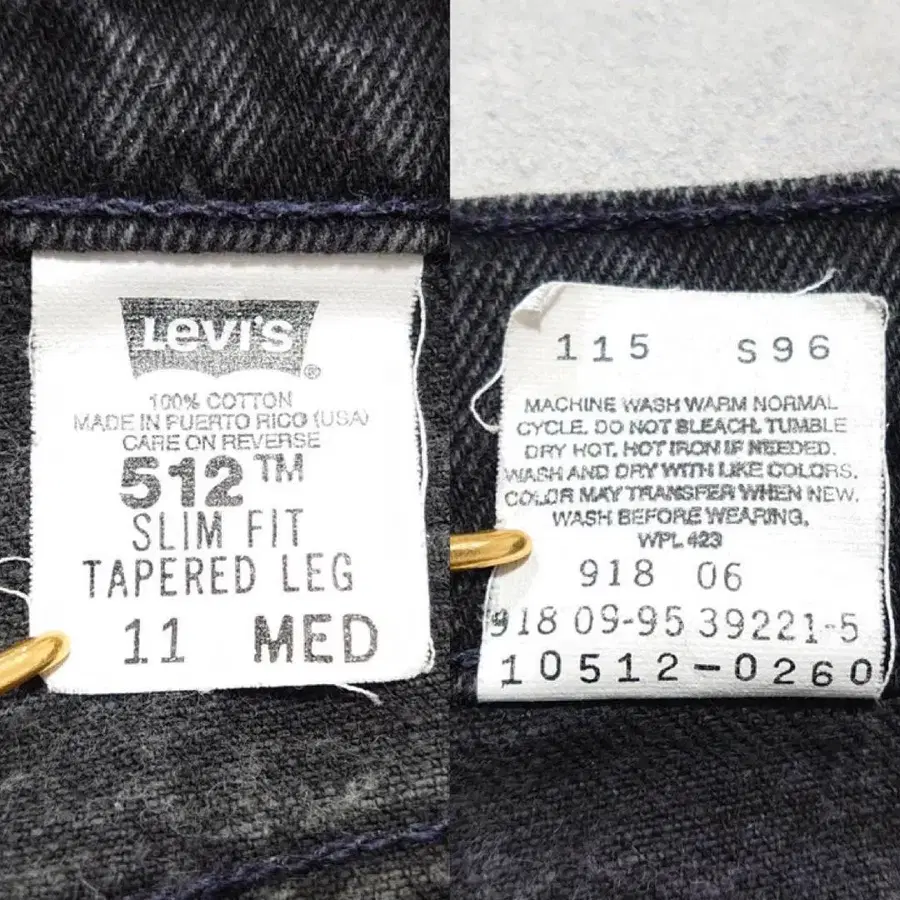 Levi's®
100% COTTON
MADE IN PUERTO RICO (USA)
CARE ON REVERSE
512™
SLIM FIT
TAPERED LEG
11 MED
115 S96
MACHINE WASH WARM NORMAL
CYCLE. DO NOT BLEACH. TUMBLE
DRY HOT. HOT IRON IF NEEDED.
WASH AND DRY WITH LIKE COLORS.
COLOR MAY TRANSFER WHEN NEW.
WASH BEFORE WEARING.
WPL 423
918 06
918 09-95 39221-5
10512-0260